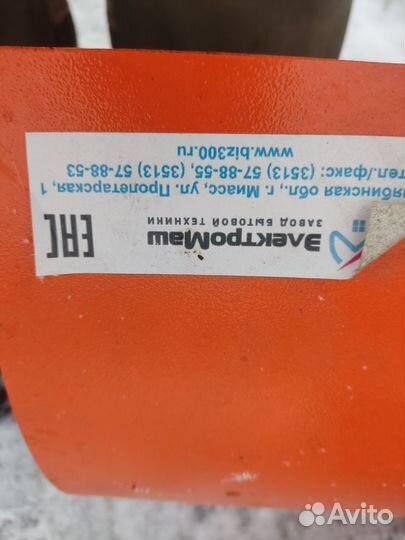 ЭлектроМаш
ЗАВОД БЫТОВОЙ ТЕХНИКИ
EAC
обл., г. Миасс, ул. Пролетарская, 1
тел./факс: (3513) 57-88-55, (3513) 57-88-53
www.biz300.ru
Avito